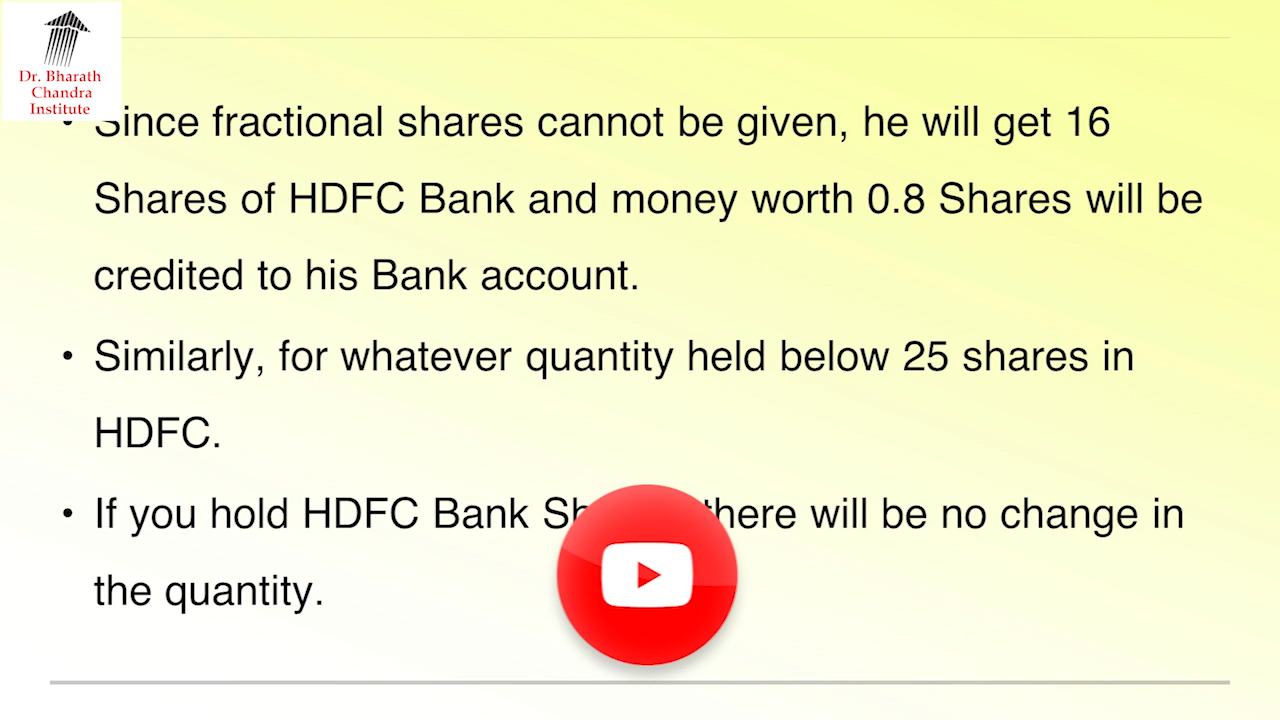 Dr. Bharath
Chandra
Institute
• Since fractional shares cannot be given, he will get 16
Shares of HDFC Bank and money worth 0.8 Shares will be
credited to his Bank account.
• Similarly, for whatever quantity held below 25 shares in
HDFC.
• If you hold HDFC Bank there will be no change in
the quantity.